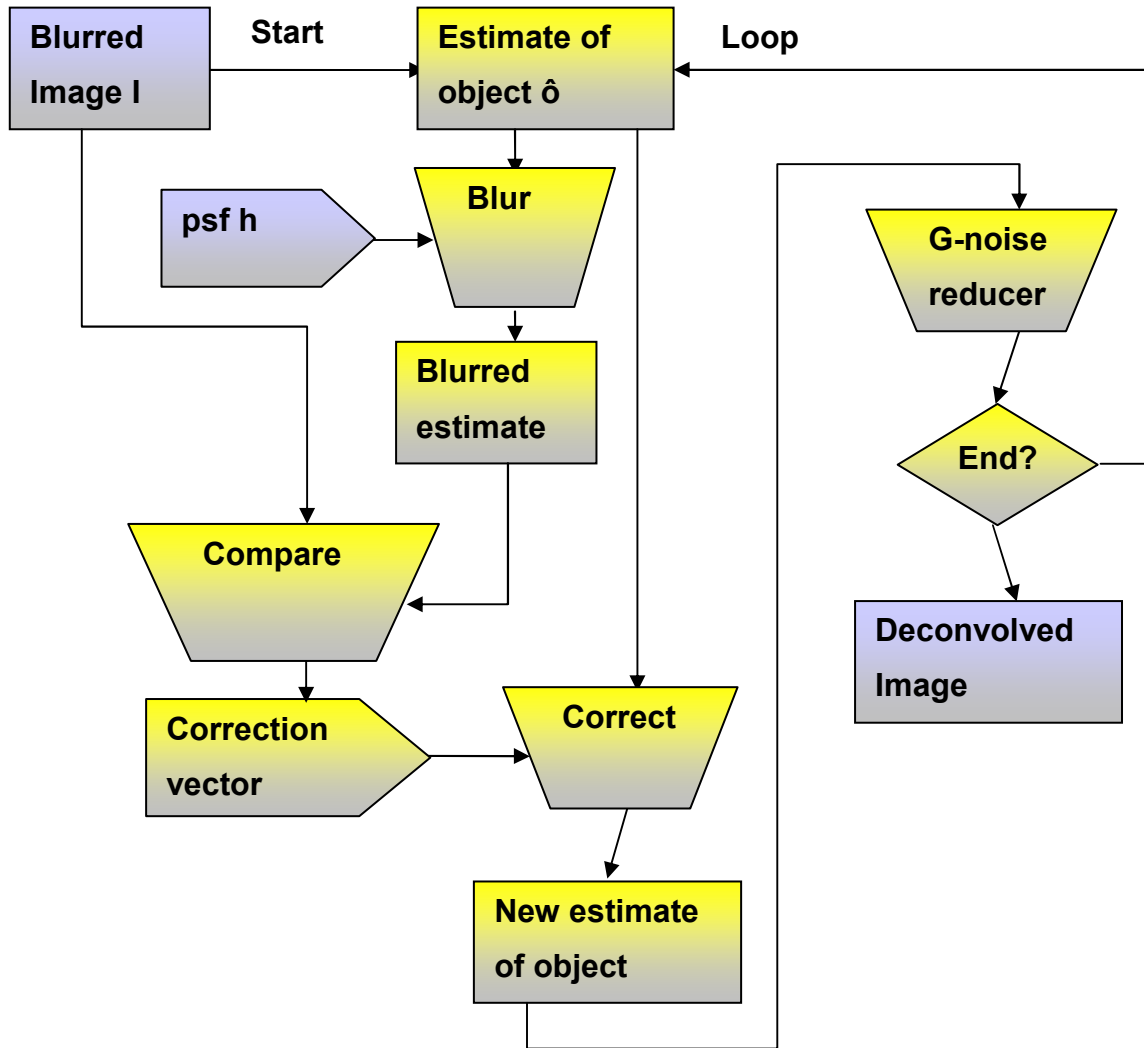 Blurred
Image I
Start
Estimate of
object ô
Loop
psf h
Blur
G-noise
reducer
Blurred
estimate
End?
Compare
Deconvolved
Image
Correction
vector
Correct
New estimate
of object